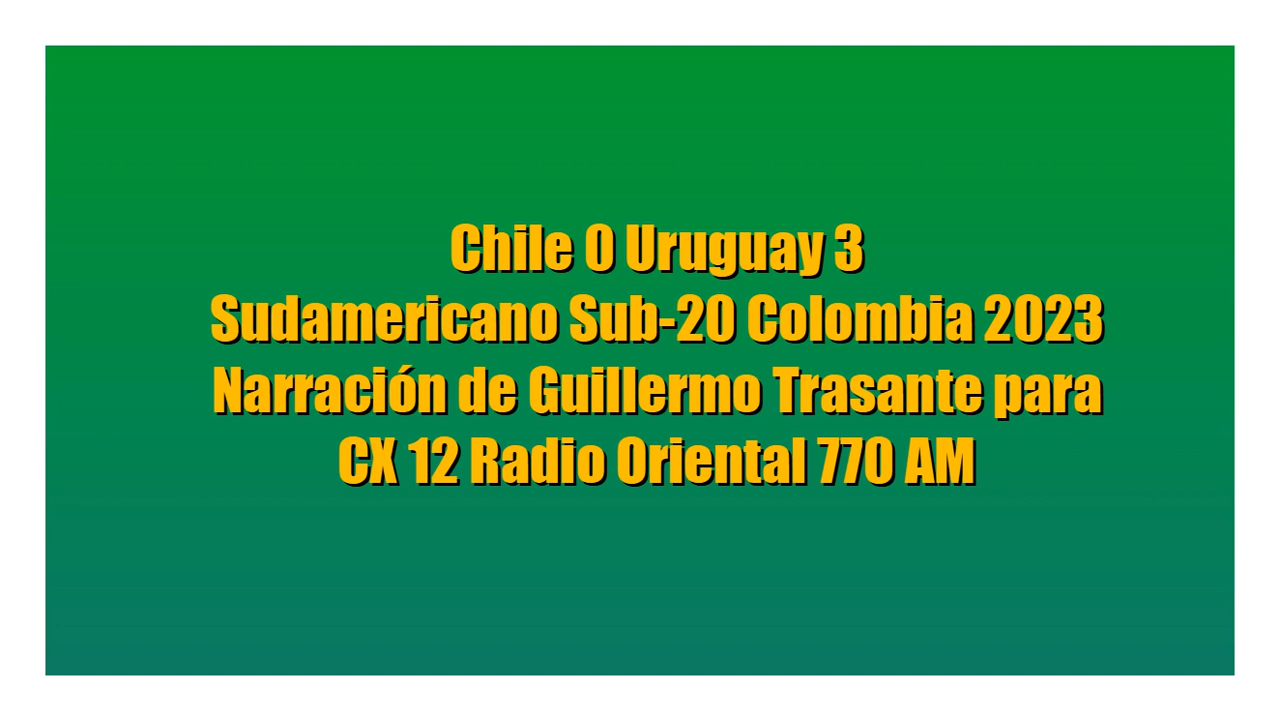 Chile 0 Uruguay 3
Sudamericano Sub-20 Colombia 2023
Narración de Guillermo Trasante para
CX 12 Radio Oriental 770 AM